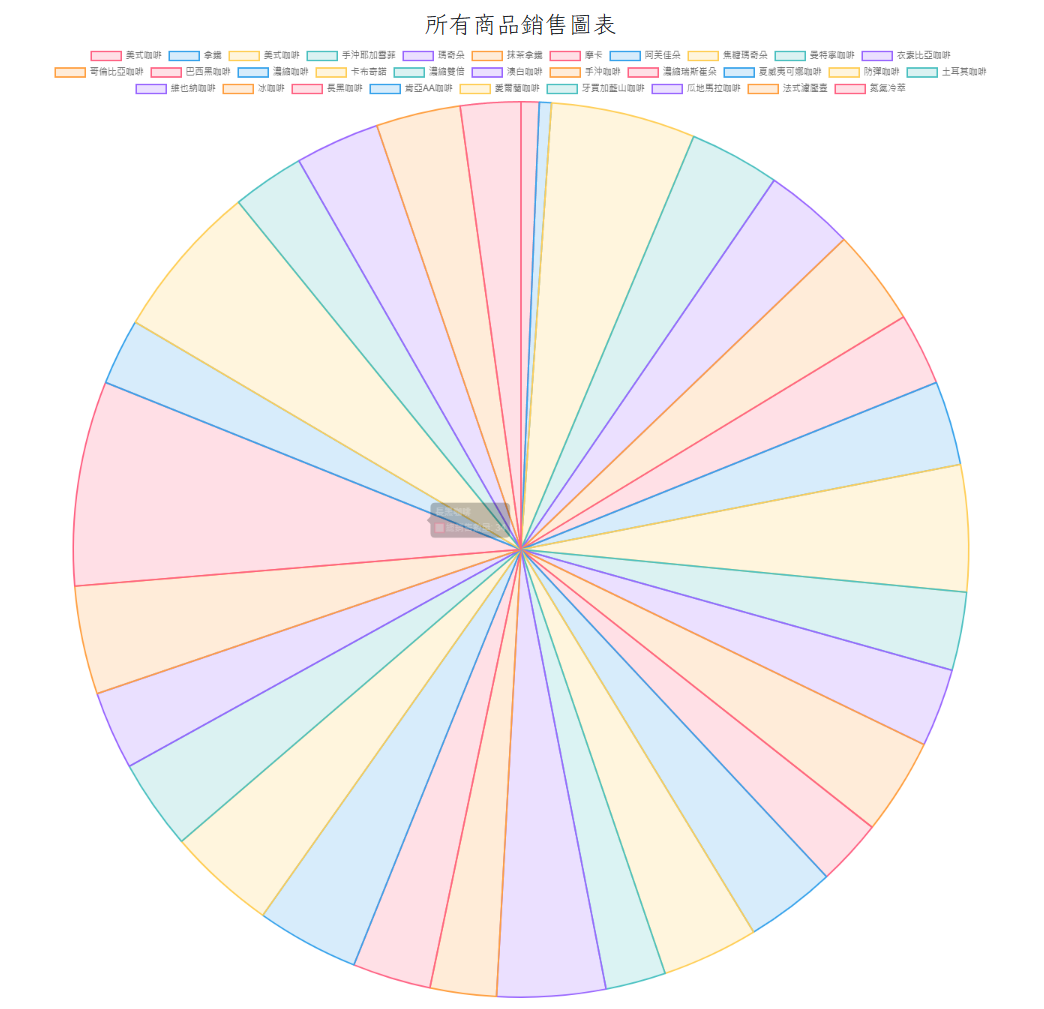 所有商品銷售圖表
美式咖啡 拿鐵 美式咖啡 手沖耶加雪菲 瑪奇朵 抹茶拿鐵 摩卡 阿芙佳朵 焦糖瑪奇朵 曼特寧咖啡 衣索比亞咖啡
哥倫比亞咖啡 巴西黑咖啡 濃縮咖啡 卡布奇諾 濃縮雙倍 澳白咖啡 手沖咖啡 濃縮瑞斯崔朵 夏威夷可娜咖啡 防彈咖啡 土耳其咖啡
維也納咖啡 冰咖啡 長黑咖啡 肯亞AA咖啡 愛爾蘭咖啡 牙買加藍山咖啡 瓜地馬拉咖啡 法式濾壓壺 氮氣冷萃